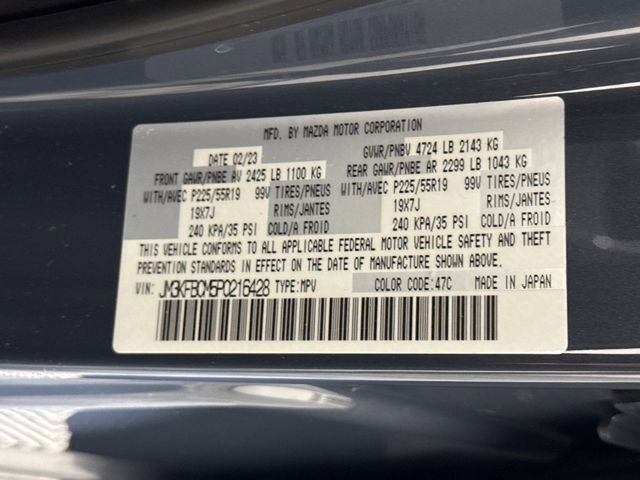 MFD. BY MAZDA MOTOR CORPORATION
DATE 02/23 GVWR/PNBV 4724 LB 2143 KG
FRONT GAWR/PNBE AV 2425 LB 1100 KG REAR GAWR/PNBE AR 2299 LB 1043 KG
WITH/AVEC P225/55R19 99V TIRES/PNEUS WITH/AVEC P225/55R19 99V TIRES/PNEUS
19X7J RIMS/JANTES 19X7J RIMS/JANTES
240 KPA/35 PSI COLD/A FROID 240 KPA/35 PSI COLD/A FROID
THIS VEHICLE CONFORMS TO ALL APPLICABLE FEDERAL MOTOR VEHICLE SAFETY AND THEFT
PREVENTION STANDARDS IN EFFECT ON THE DATE OF MANUFACTURE SHOWN ABOVE.
VIN: JM3KFBCM5P0216428 TYPE:MPV COLOR CODE:47C MADE IN JAPAN